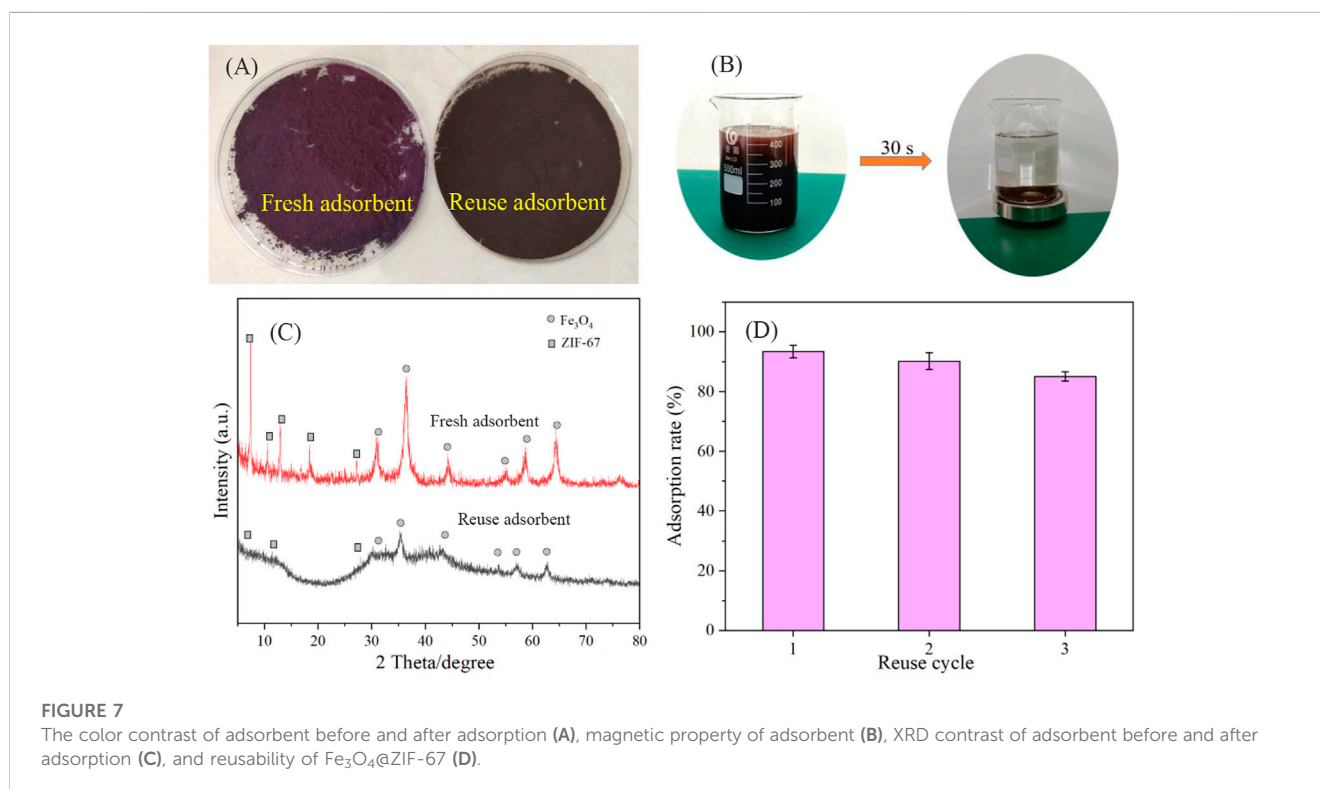 (A)
Fresh adsorbent
Reuse adsorbent
(B)
400
300
500ml
200
100
30 s
(C)
Fe₃O₄
ZIF-67
Fresh adsorbent
Reuse adsorbent
Intensity (a.u.)
10 20 30 40 50 60 70 80
2 Theta/degree
(D)
100
80
60
40
20
0
Adsorption rate (%)
1 2 3
Reuse cycle
FIGURE 7
The color contrast of adsorbent before and after adsorption (A), magnetic property of adsorbent (B), XRD contrast of adsorbent before and after
adsorption (C), and reusability of Fe₃O₄@ZIF-67 (D).